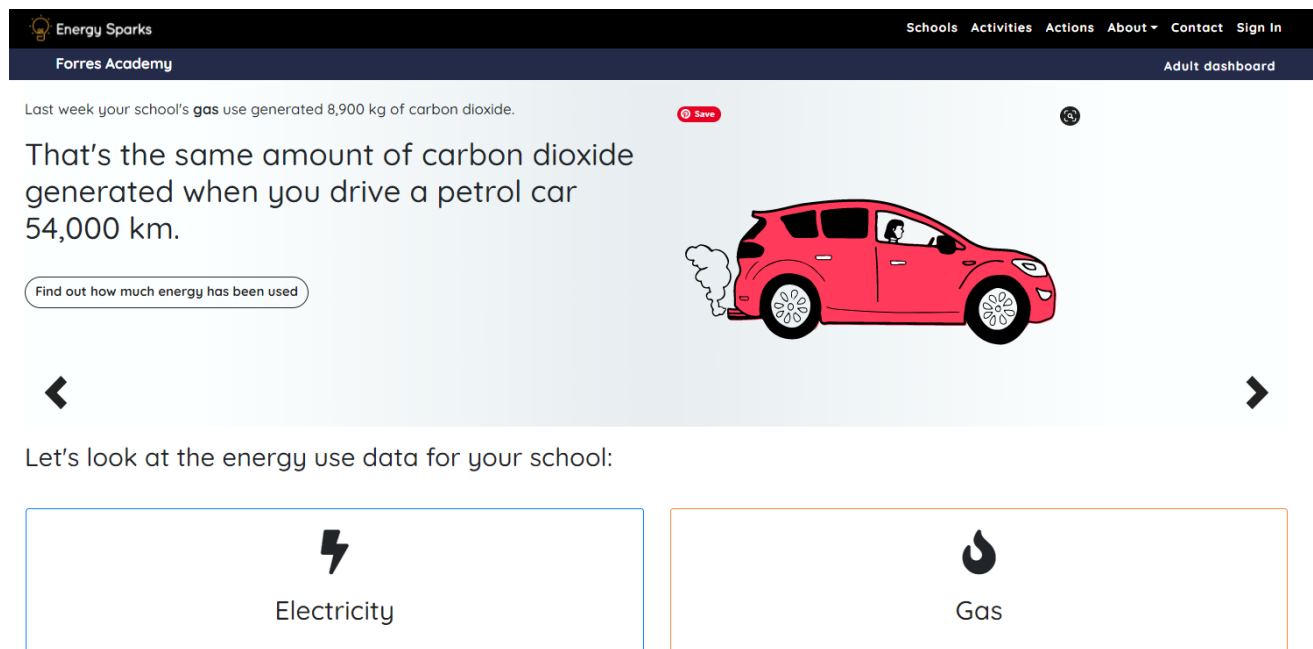 Energy Sparks
Schools Activities Actions About Contact Sign In
Forres Academy
Adult dashboard
Last week your school's gas use generated 8,900 kg of carbon dioxide.
Save
That's the same amount of carbon dioxide
generated when you drive a petrol car
54,000 km.
Find out how much energy has been used
Let's look at the energy use data for your school:
Electricity
Gas